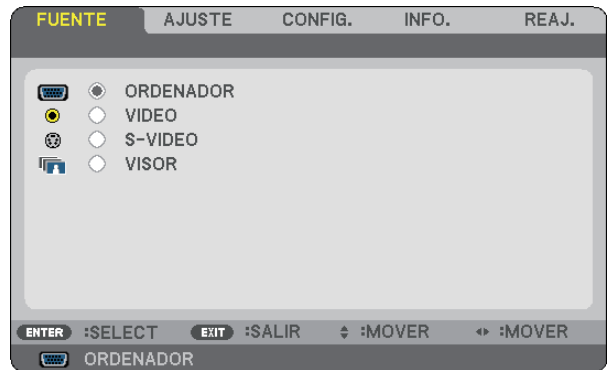 FUENTE AJUSTE CONFIG. INFO. REAJ.
ORDENADOR
VIDEO
S-VIDEO
VISOR
ENTER :SELECT EXIT :SALIR :MOVER :MOVER
ORDENADOR